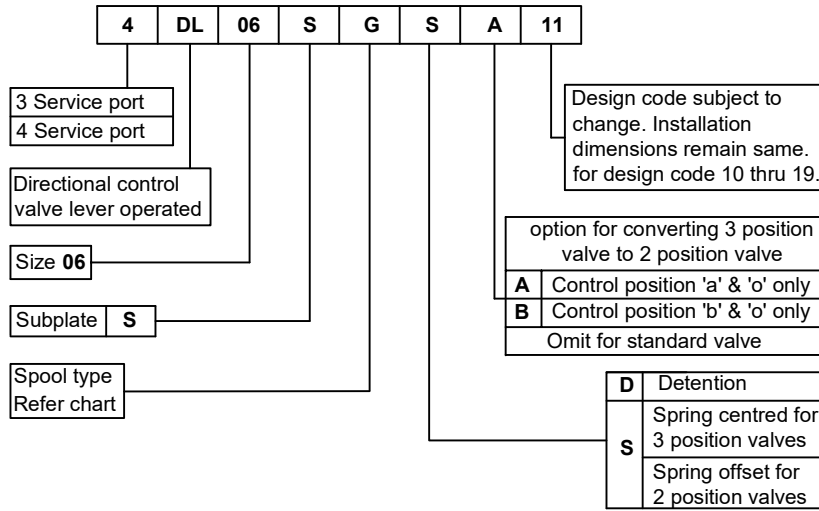 4 DL 06 S G S A 11
3 Service port
4 Service port
Directional control
valve lever operated
Size 06
Subplate S
Spool type
Refer chart
Design code subject to
change. Installation
dimensions remain same.
for design code 10 thru 19.
option for converting 3 position
valve to 2 position valve
A Control position 'a' & 'o' only
B Control position 'b' & 'o' only
Omit for standard valve
D Detention
S
Spring centred for
3 position valves
Spring offset for
2 position valves